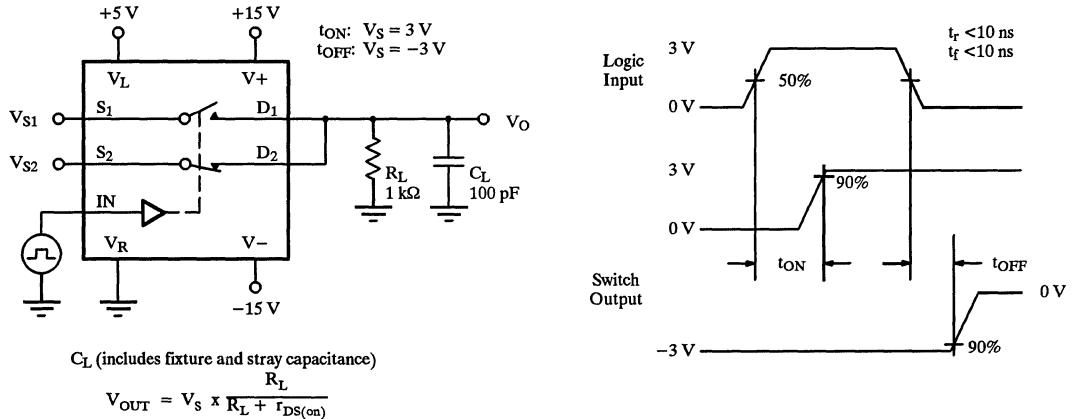 +5 V
+15 V
tON: VS = 3 V
tOFF: VS = −3 V
VL
V+
VS1
S1
D1
VO
VS2
S2
D2
RL
1 kΩ
CL
100 pF
IN
VR
V−
−15 V
CL (includes fixture and stray capacitance)
VOUT = VS x RL / RL + rDS(on)
tr <10 ns
tf <10 ns
Logic
Input
3 V
50%
0 V
3 V
90%
0 V
tON
tOFF
Switch
Output
0 V
−3 V
90%